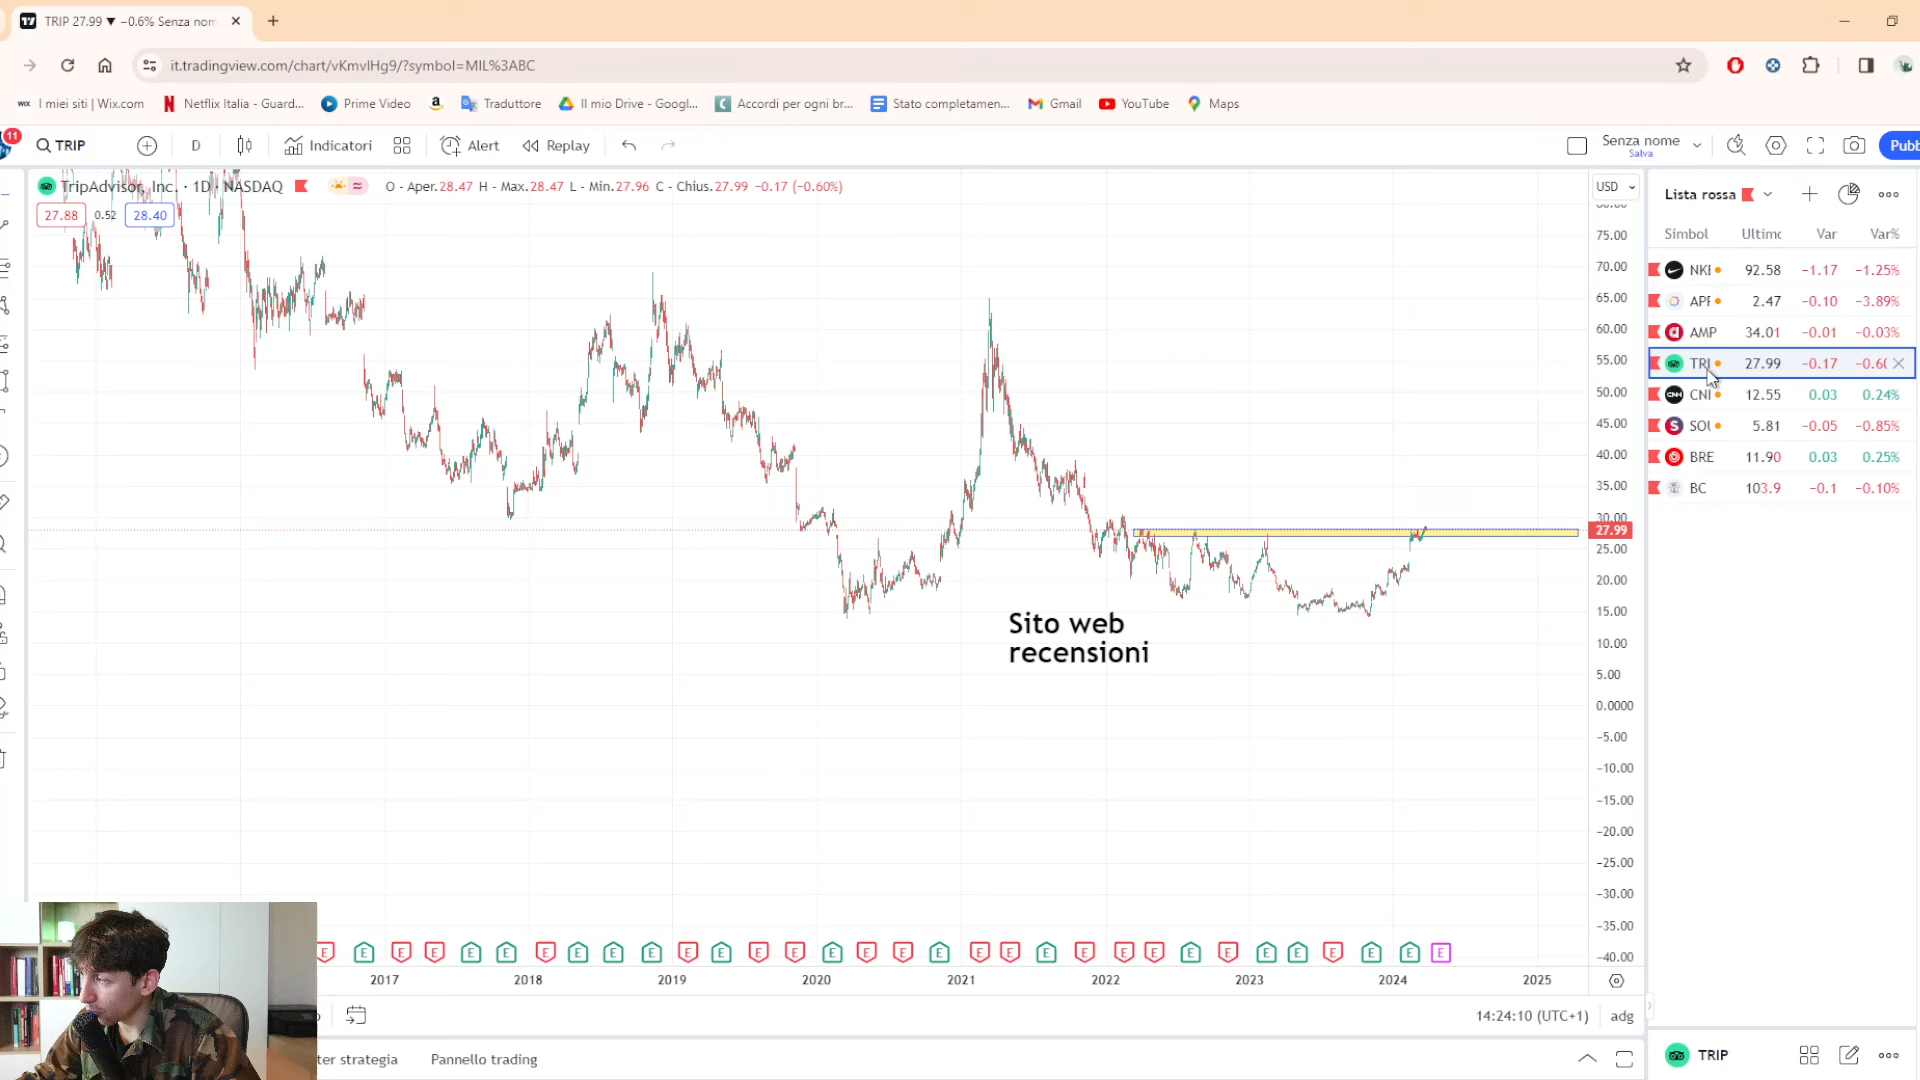 TRIP 27.99 ▼ −0.6% Senza nom
it.tradingview.com/chart/vKmvlHg9/?symbol=MIL%3ABC
WIX I miei siti | Wix.com
N Netflix Italia - Guard...
Prime Video
a
Traduttore
Il mio Drive - Googl...
C Accordi per ogni br...
Stato completamen...
Gmail
YouTube
Maps
11
TRIP
D
Indicatori
Alert
Replay
Senza nome
Salva
Pubb
TripAdvisor, Inc. · 1D · NASDAQ
O - Aper.28.47 H - Max.28.47 L - Min.27.96 C - Chius.27.99 −0.17 (−0.60%)
27.88 0.52 28.40
USD
75.00
70.00
65.00
60.00
55.00
50.00
45.00
40.00
35.00
30.00
27.99
25.00
20.00
15.00
10.00
5.00
0.0000
−5.00
−10.00
−15.00
−20.00
−25.00
−30.00
−35.00
−40.00
Sito web
recensioni
E E E E E E E E E E E E E E E E E E E E E E E E E E E E E E E
2017 2018 2019 2020 2021 2022 2023 2024 2025
14:24:10 (UTC+1) adg
ter strategia Pannello trading
Lista rossa
Simbol Ultimo Var Var%
NKE 92.58 −1.17 −1.25%
2.47 −0.10 −3.89%
AMP 34.01 −0.01 −0.03%
TRI 27.99 −0.17 −0.60
CNH 12.55 0.03 0.24%
SOU 5.81 −0.05 −0.85%
BRE 11.90 0.03 0.25%
BC 103.9 −0.1 −0.10%
TRIP